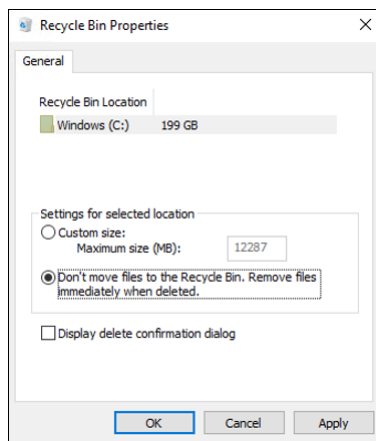 Recycle Bin Properties
General
Recycle Bin Location
Windows (C:) 199 GB
Settings for selected location
Custom size:
Maximum size (MB): 12287
Don't move files to the Recycle Bin. Remove files
immediately when deleted.
Display delete confirmation dialog
OK Cancel Apply